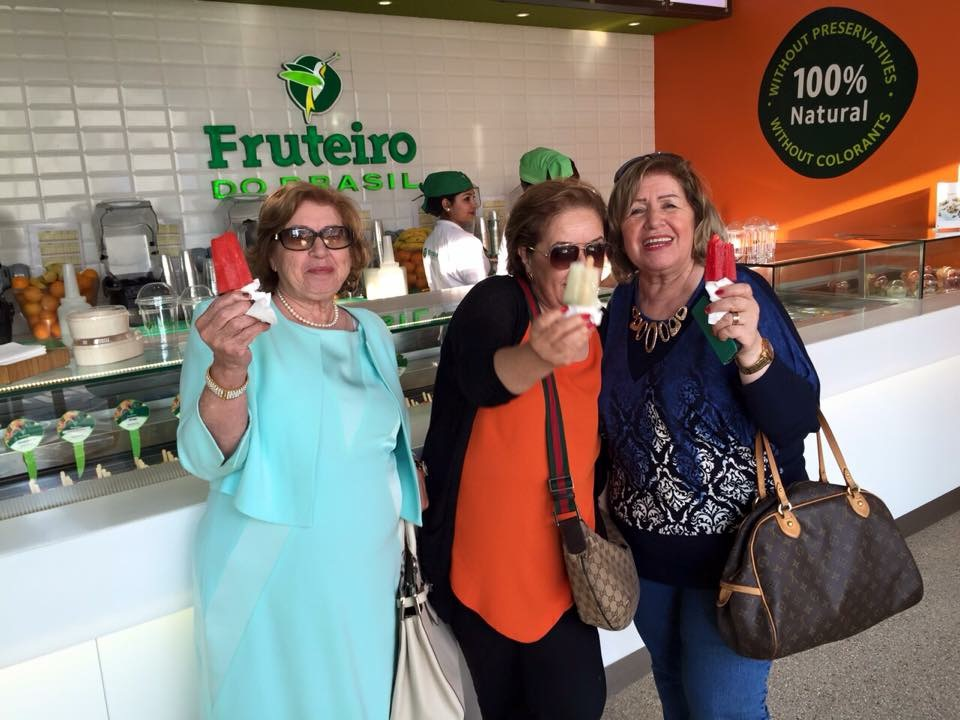 Fruteiro
DO BRASIL
WITHOUT PRESERVATIVES
100%
Natural
WITHOUT COLORANTS